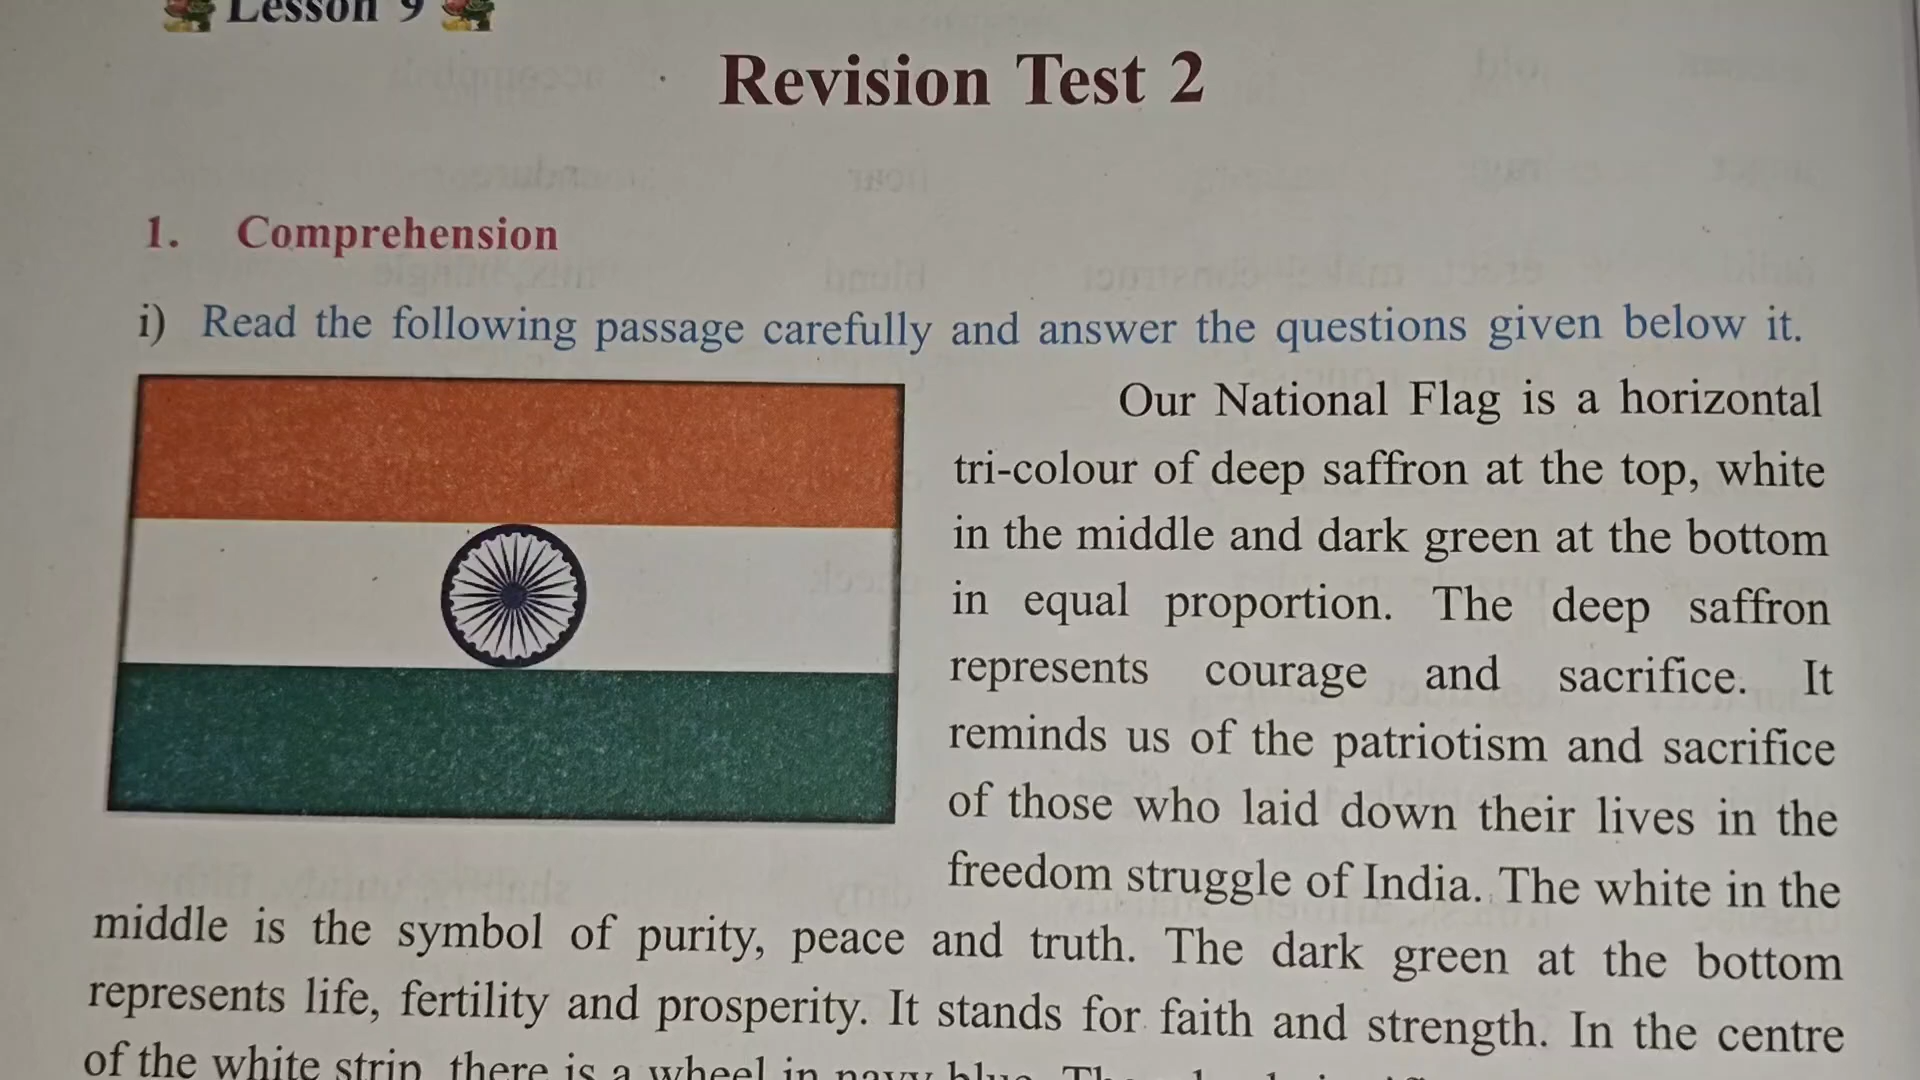 Lesson 9
Revision Test 2
1. Comprehension
i) Read the following passage carefully and answer the questions given below it.
Our National Flag is a horizontal
tri-colour of deep saffron at the top, white
in the middle and dark green at the bottom
in equal proportion. The deep saffron
represents courage and sacrifice. It
reminds us of the patriotism and sacrifice
of those who laid down their lives in the
freedom struggle of India. The white in the
middle is the symbol of purity, peace and truth. The dark green at the bottom
represents life, fertility and prosperity. It stands for faith and strength. In the centre
of the white strip, there is a wheel in navy blue.